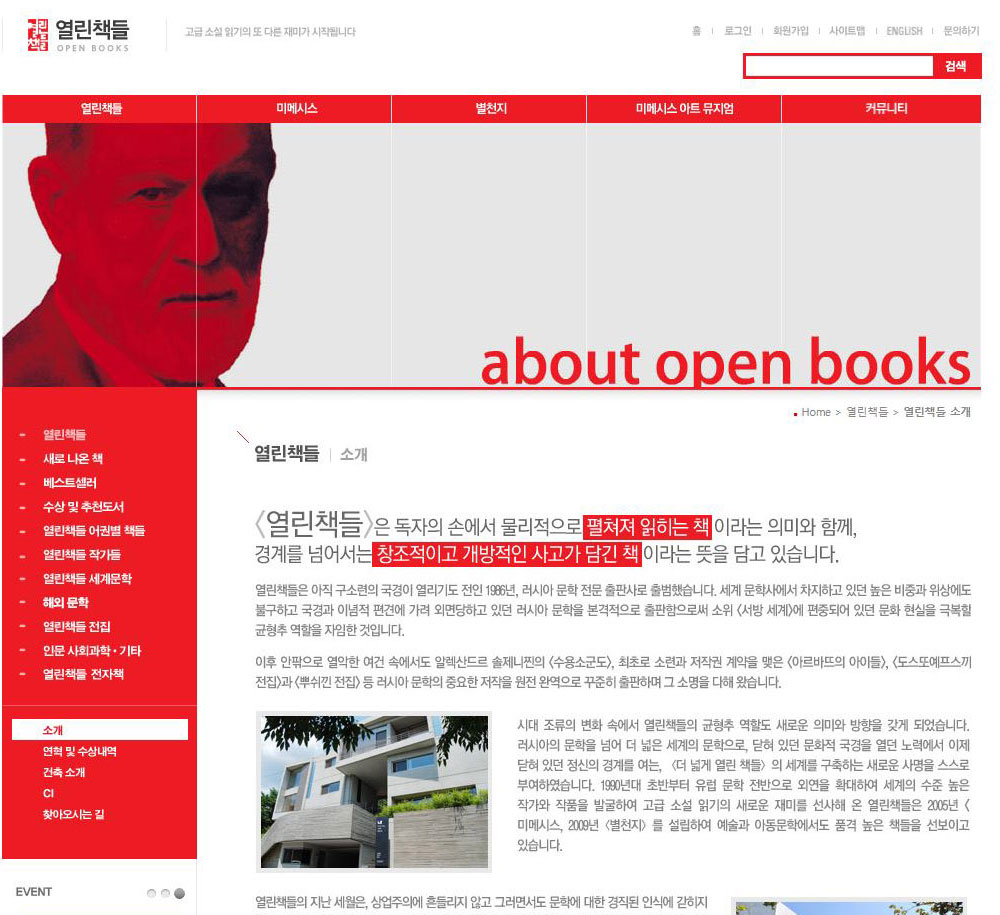 열린책들
OPEN BOOKS
고급 소설 읽기의 또 다른 재미가 시작됩니다
홈 | 로그인 | 회원가입 | 사이트맵 | ENGLISH | 문의하기
검색
열린책들 미메시스 별천지 미메시스 아트 뮤지엄 커뮤니티
about open books
Home > 열린책들 > 열린책들 소개
- 열린책들
- 새로 나온 책
- 베스트셀러
- 수상 및 추천도서
- 열린책들 어권별 책들
- 열린책들 작가들
- 열린책들 세계문학
- 해외 문학
- 열린책들 전집
- 인문 사회과학 • 기타
- 열린책들 전자책
소개
연혁 및 수상내역
건축 소개
CI
찾아오시는 길
EVENT
열린책들 | 소개
〈열린책들〉은 독자의 손에서 물리적으로 펼쳐져 읽히는 책 이라는 의미와 함께,
경계를 넘어서는 창조적이고 개방적인 사고가 담긴 책 이라는 뜻을 담고 있습니다.
열린책들은 아직 구소련의 국경이 열리기도 전인 1986년, 러시아 문학 전문 출판사로 출범했습니다. 세계 문학사에서 차지하고 있던 높은 비중과 위상에도
불구하고 국경과 이념적 편견에 가려 외면당하고 있던 러시아 문학을 본격적으로 출판함으로써 소위 〈서방 세계〉에 편중되어 있던 문화 현실을 극복할
균형추 역할을 자임한 것입니다.
이후 안팎으로 열악한 여건 속에서도 알렉산드르 솔제니찐의 〈수용소군도〉, 최초로 소련과 저작권 계약을 맺은 〈아르바뜨의 아이들〉, 〈도스또예프스끼
전집〉과 〈뿌쉬낀 전집〉 등 러시아 문학의 중요한 저작을 원전 완역으로 꾸준히 출판하며 그 소명을 다해 왔습니다.
시대 조류의 변화 속에서 열린책들의 균형추 역할도 새로운 의미와 방향을 갖게 되었습니다.
러시아의 문학을 넘어 더 넓은 세계의 문학으로, 닫혀 있던 문화적 국경을 열던 노력에서 이제
닫혀 있던 정신의 경계를 여는, 〈더 넓게 열린 책들〉의 세계를 구축하는 새로운 사명을 스스로
부여하였습니다. 1990년대 초반부터 유럽 문학 전반으로 외연을 확대하여 세계의 수준 높은
작가와 작품을 발굴하여 고급 소설 읽기의 새로운 재미를 선사해 온 열린책들은 2005년 〈
미메시스, 2009년 〈별천지〉를 설립하여 예술과 아동문학에서도 품격 높은 책들을 선보이고
있습니다.
열린책들의 지난 세월은, 상업주의에 흔들리지 않고 그러면서도 문학에 대한 경직된 인식에 갇히지